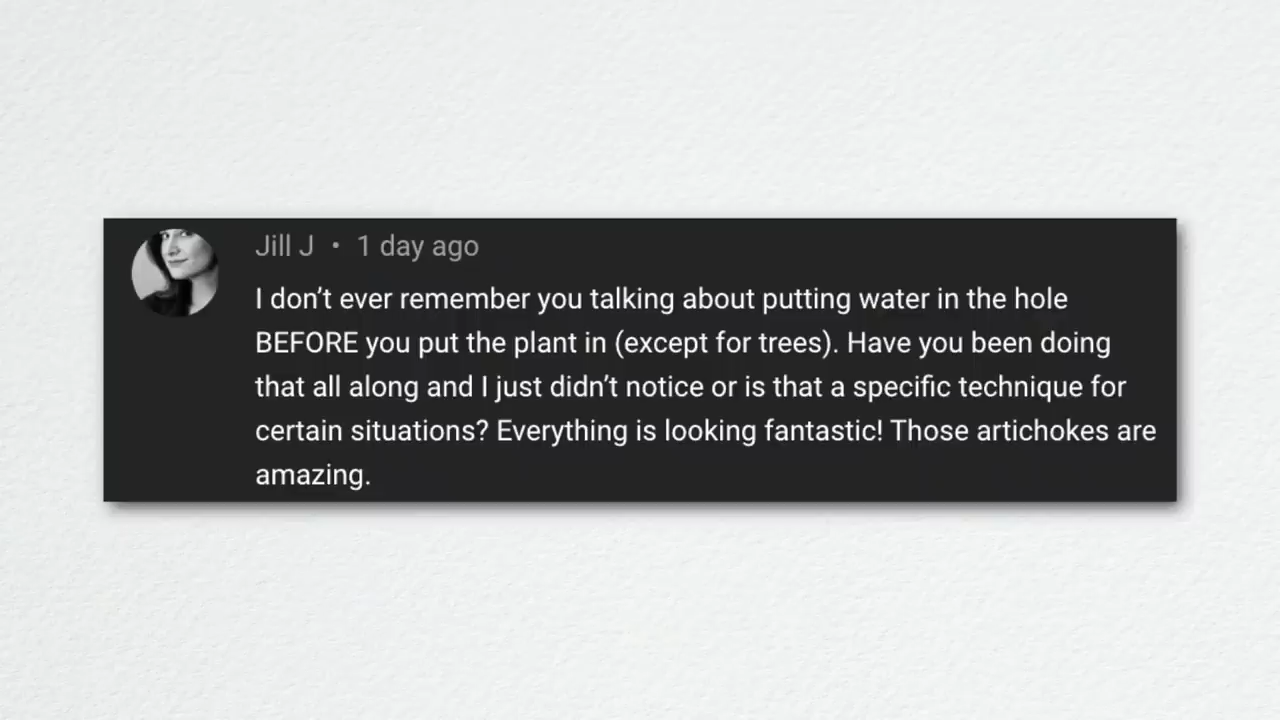 Jill J • 1 day ago
I don’t ever remember you talking about putting water in the hole
BEFORE you put the plant in (except for trees). Have you been doing
that all along and I just didn’t notice or is that a specific technique for
certain situations? Everything is looking fantastic! Those artichokes are
amazing.